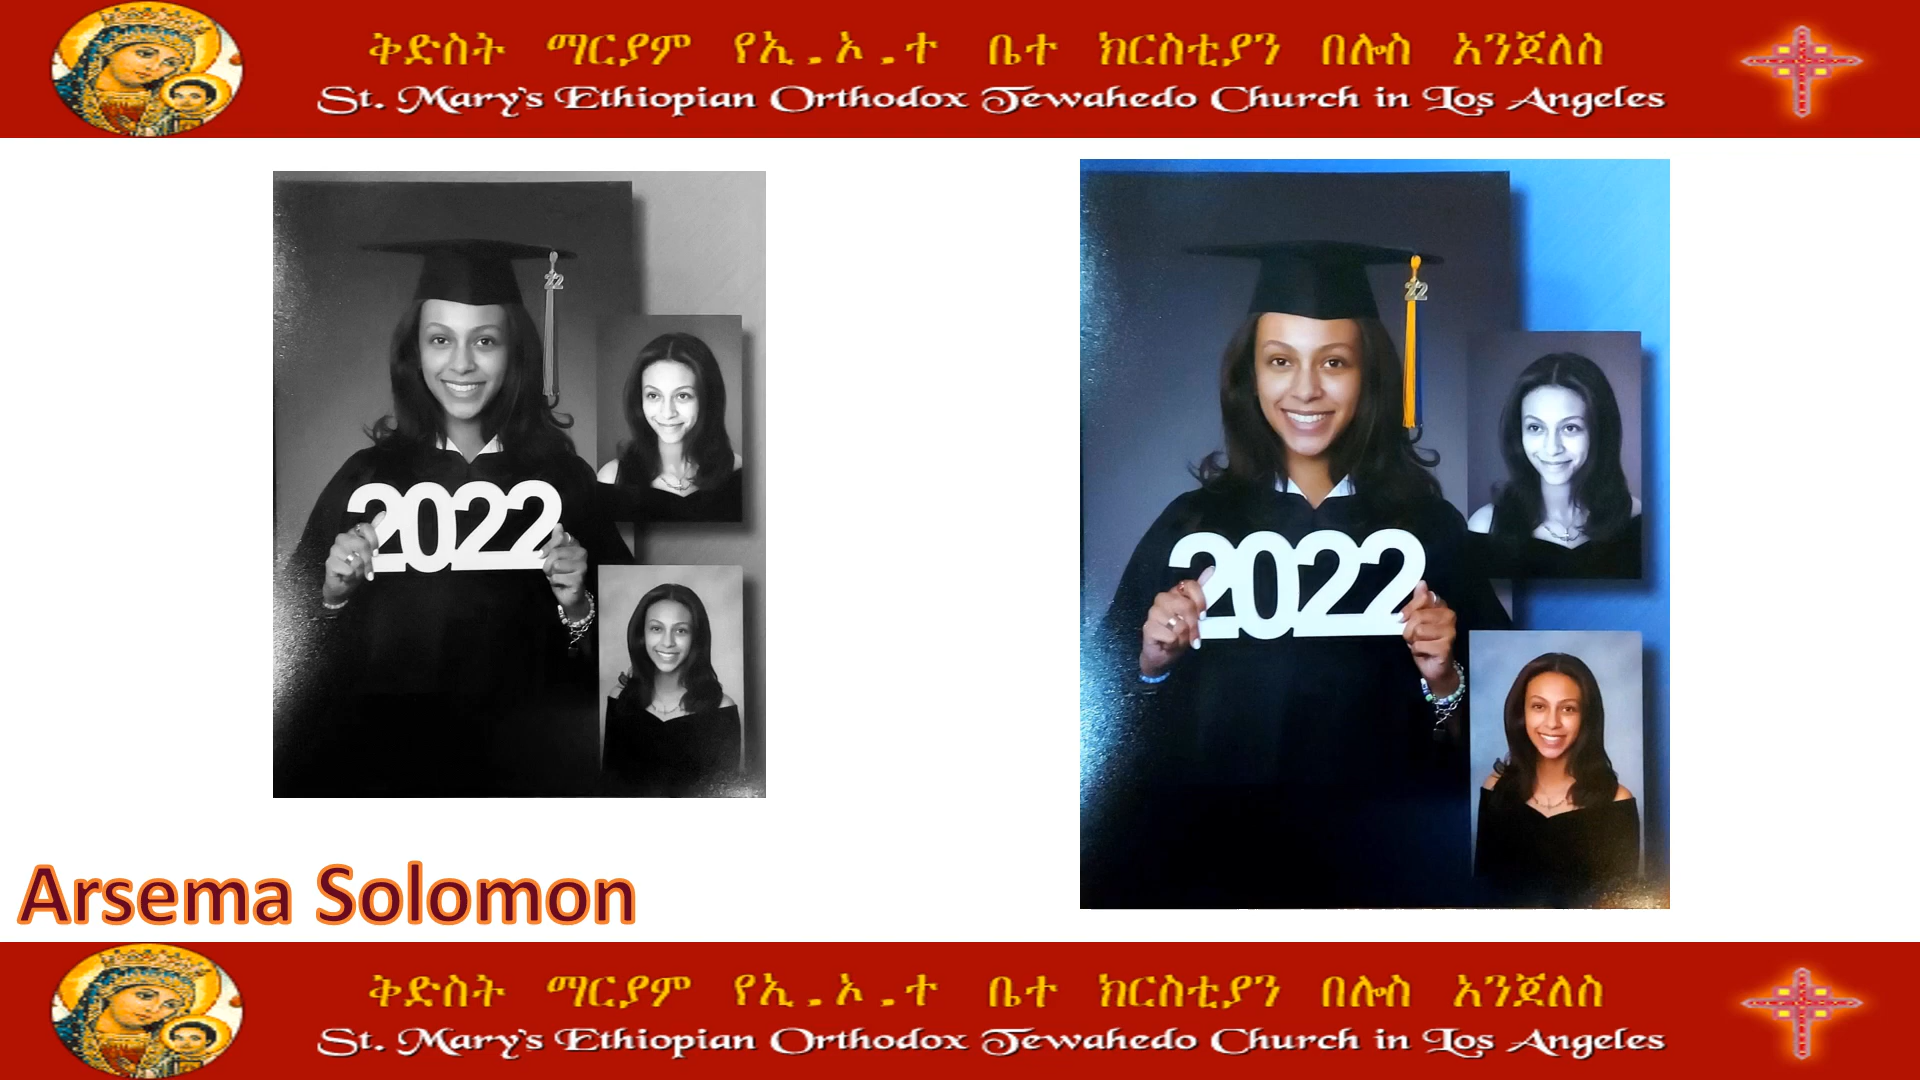 ቅድስት ማርያም የኢ.ኦ.ተ ቤተ ክርስቲያን በሎስ አንጀለስ
St. Mary's Ethiopian Orthodox Tewahedo Church in Los Angeles
22
2022
22
2022
Arsema Solomon
ቅድስት ማርያም የኢ.ኦ.ተ ቤተ ክርስቲያን በሎስ አንጀለስ
St. Mary's Ethiopian Orthodox Tewahedo Church in Los Angeles